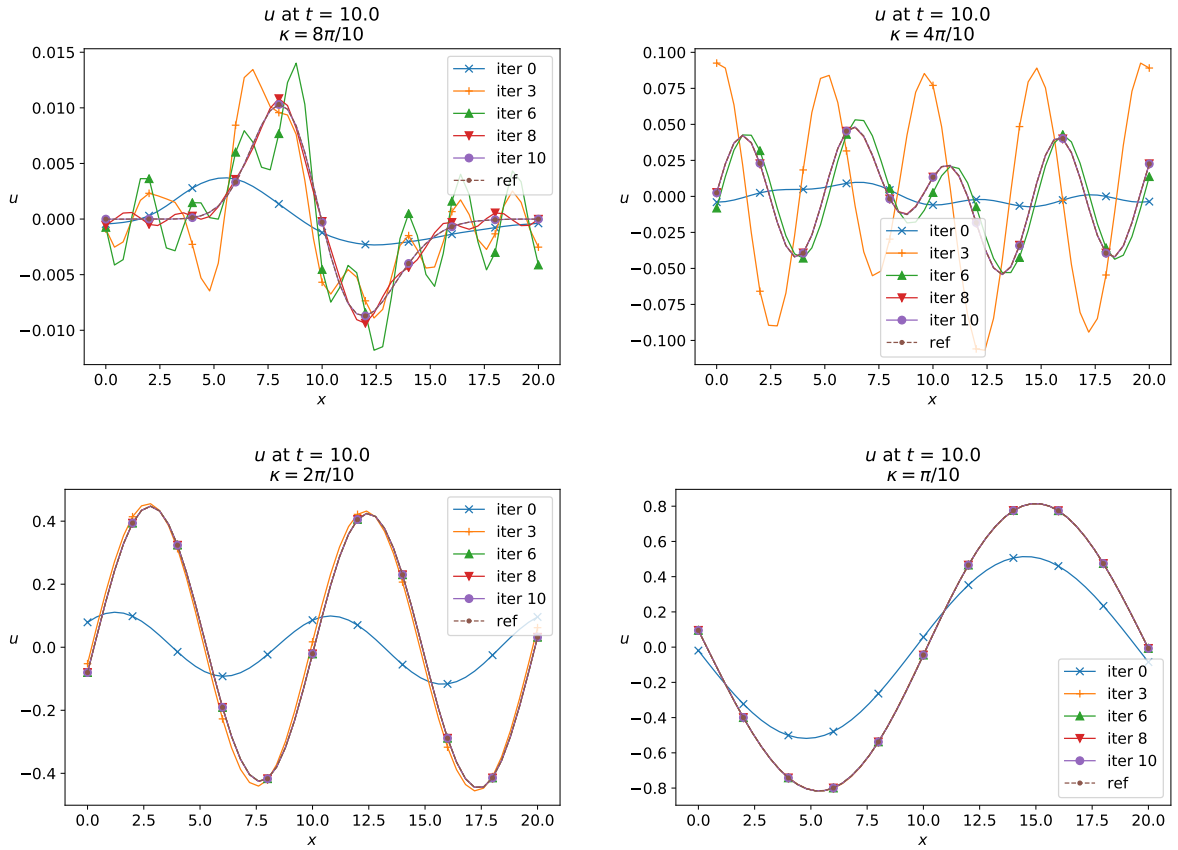 u at t = 10.0
κ = 8π/10
0.015
0.010
0.005
0.000
−0.005
−0.010
u
0.0 2.5 5.0 7.5 10.0 12.5 15.0 17.5 20.0
x
iter 0
iter 3
iter 6
iter 8
iter 10
ref
u at t = 10.0
κ = 4π/10
0.100
0.075
0.050
0.025
0.000
−0.025
−0.050
−0.075
−0.100
u
0.0 2.5 5.0 7.5 10.0 12.5 15.0 17.5 20.0
x
iter 0
iter 3
iter 6
iter 8
iter 10
ref
u at t = 10.0
κ = 2π/10
0.4
0.2
0.0
−0.2
−0.4
u
0.0 2.5 5.0 7.5 10.0 12.5 15.0 17.5 20.0
x
iter 0
iter 3
iter 6
iter 8
iter 10
ref
u at t = 10.0
κ = π/10
0.8
0.6
0.4
0.2
0.0
−0.2
−0.4
−0.6
−0.8
u
0.0 2.5 5.0 7.5 10.0 12.5 15.0 17.5 20.0
x
iter 0
iter 3
iter 6
iter 8
iter 10
ref